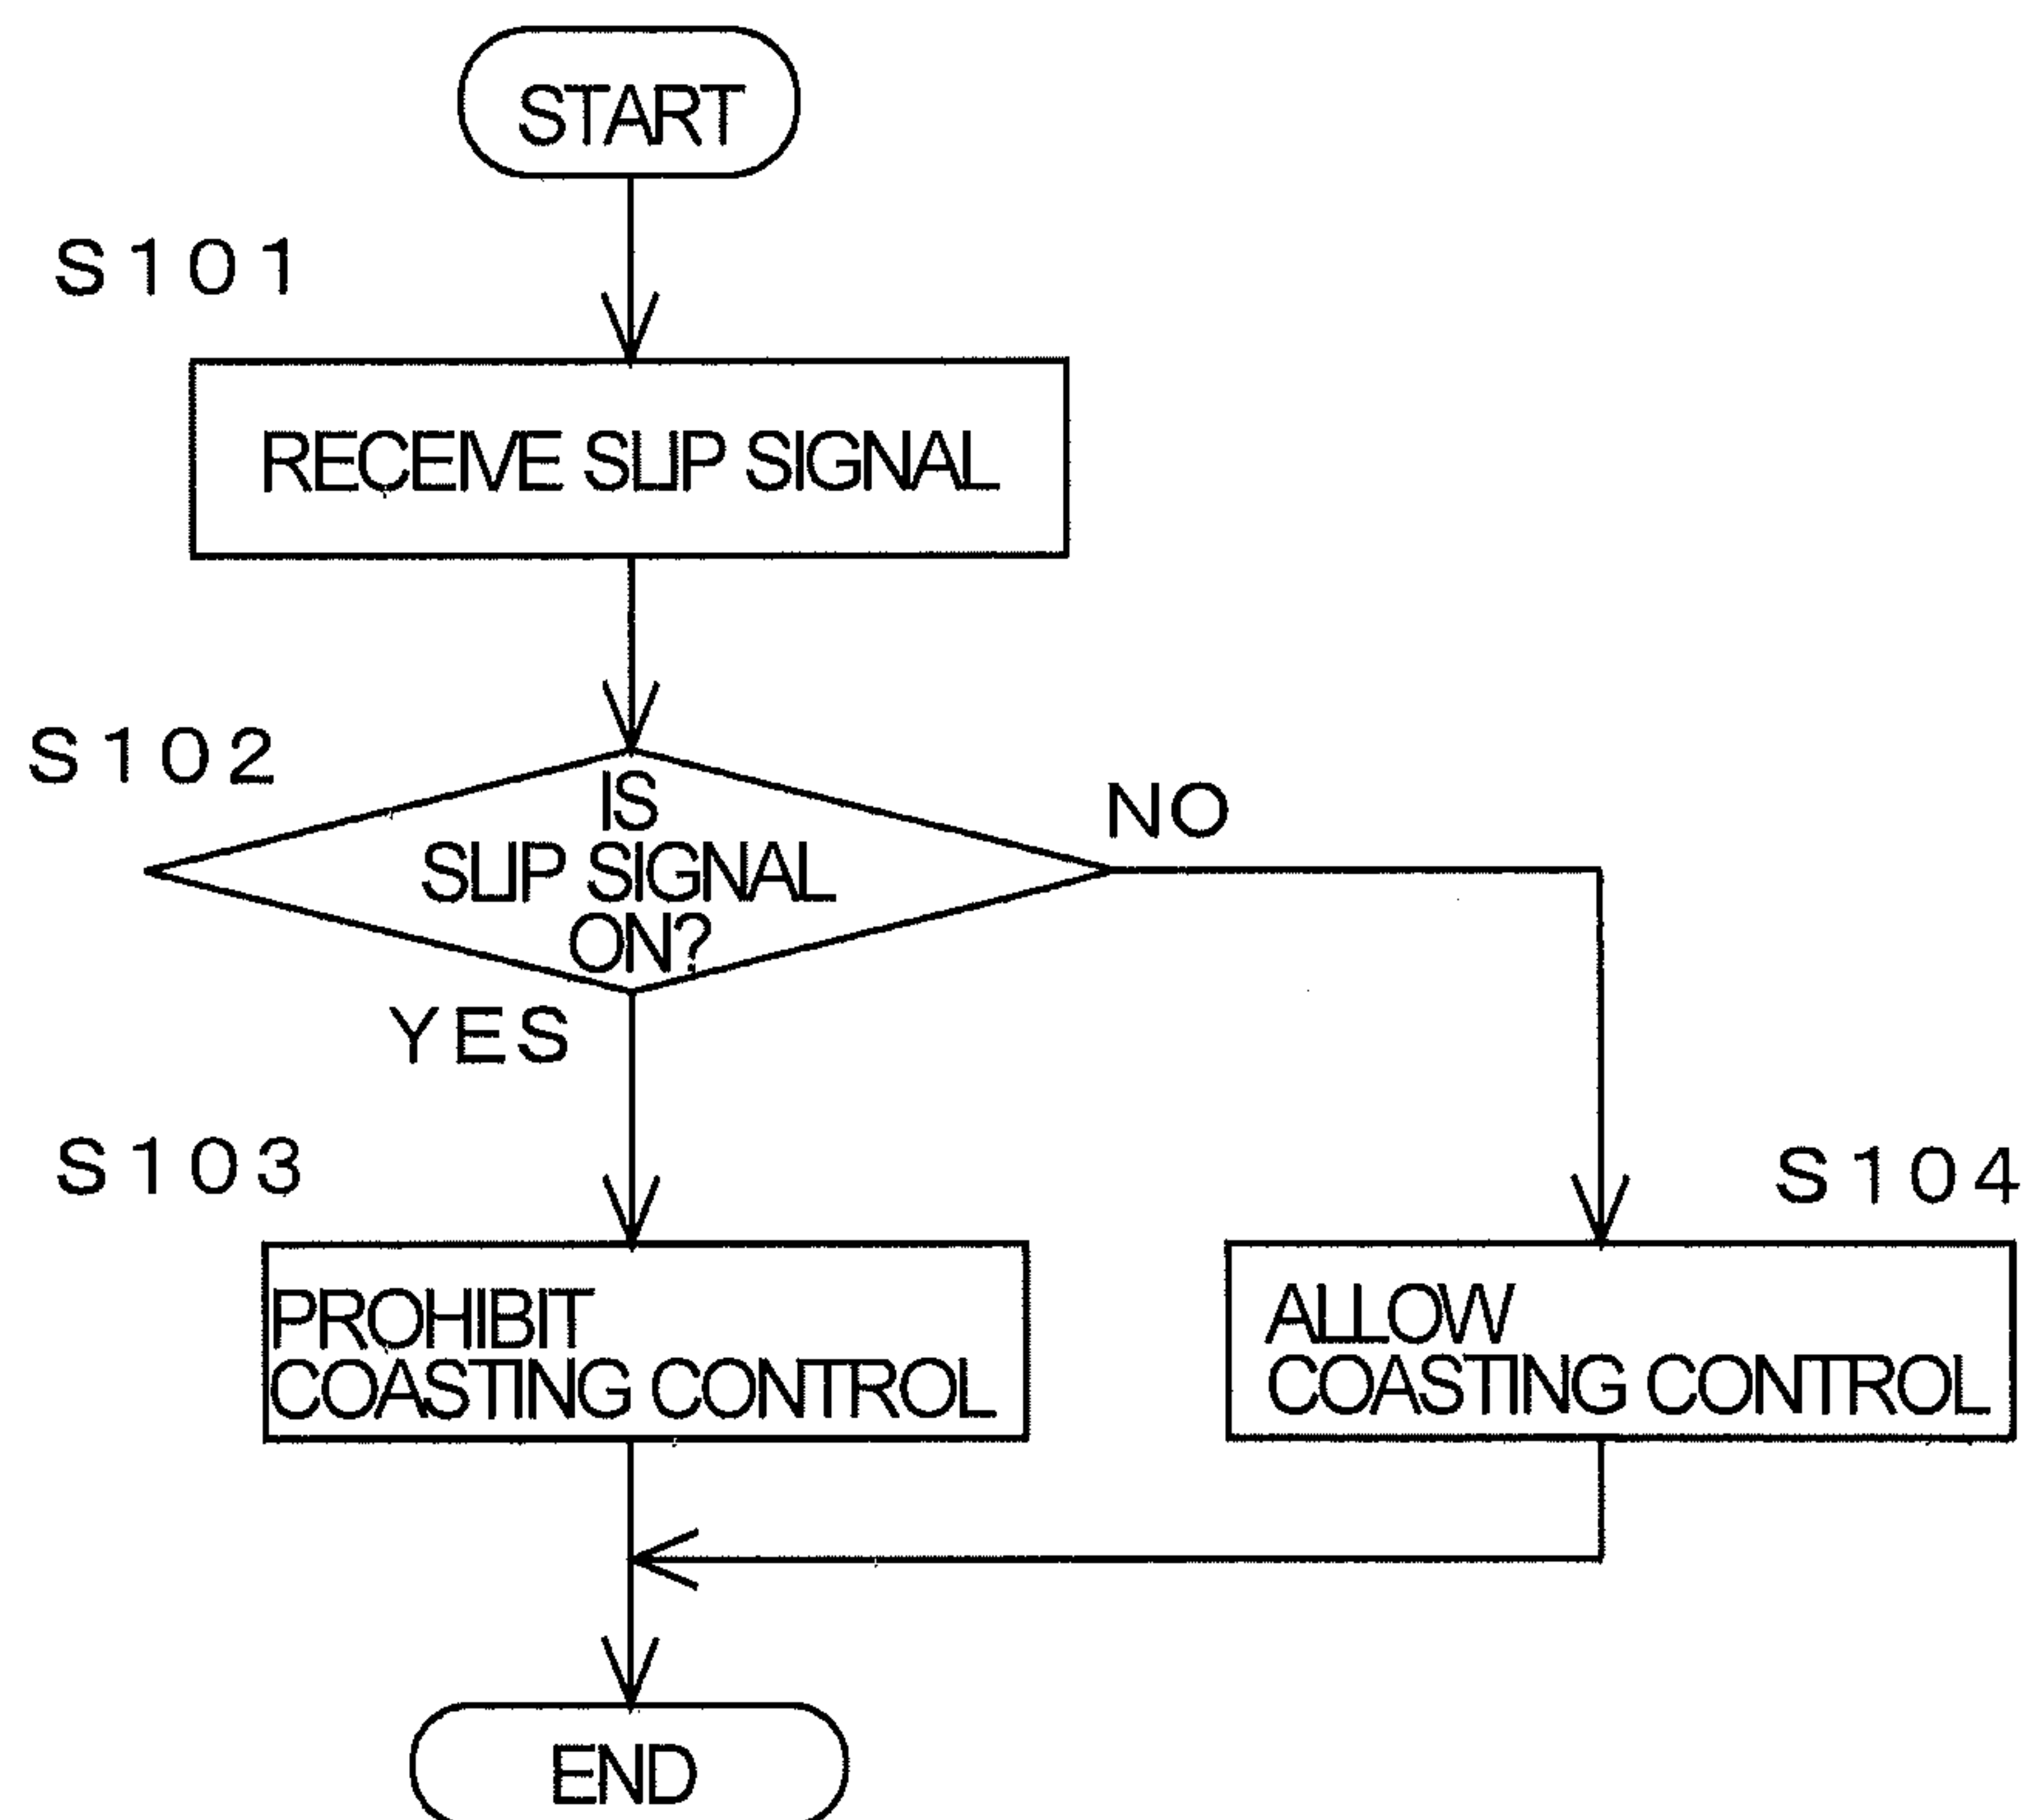 START
S101
RECEIVE SLIP SIGNAL
S102
IS
SLIP SIGNAL
ON?
NO
YES
S103
S104
PROHIBIT
COASTING CONTROL
ALLOW
COASTING CONTROL
END